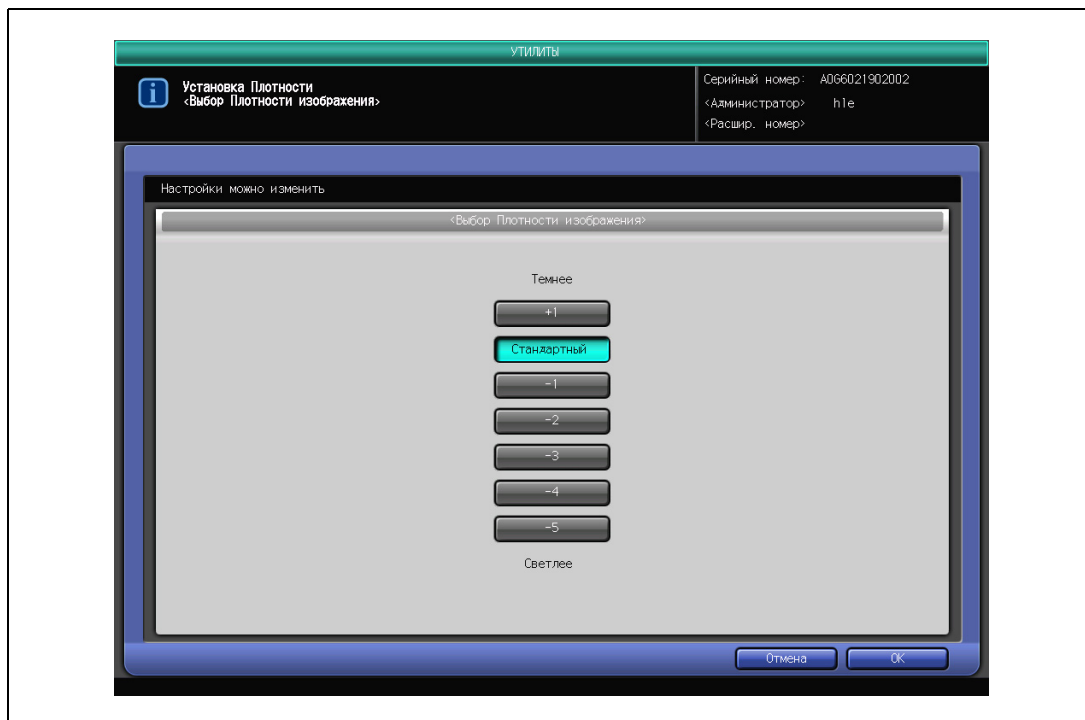 УТИЛИТЫ
Установка Плотности
<Выбор Плотности изображения>
Серийный номер: A0G6021902002
<Администратор> hle
<Расшир. номер>
Настройки можно изменить
<Выбор Плотности изображения>
Темнее
+1
Стандартный
-1
-2
-3
-4
-5
Светлее
Отмена
OK